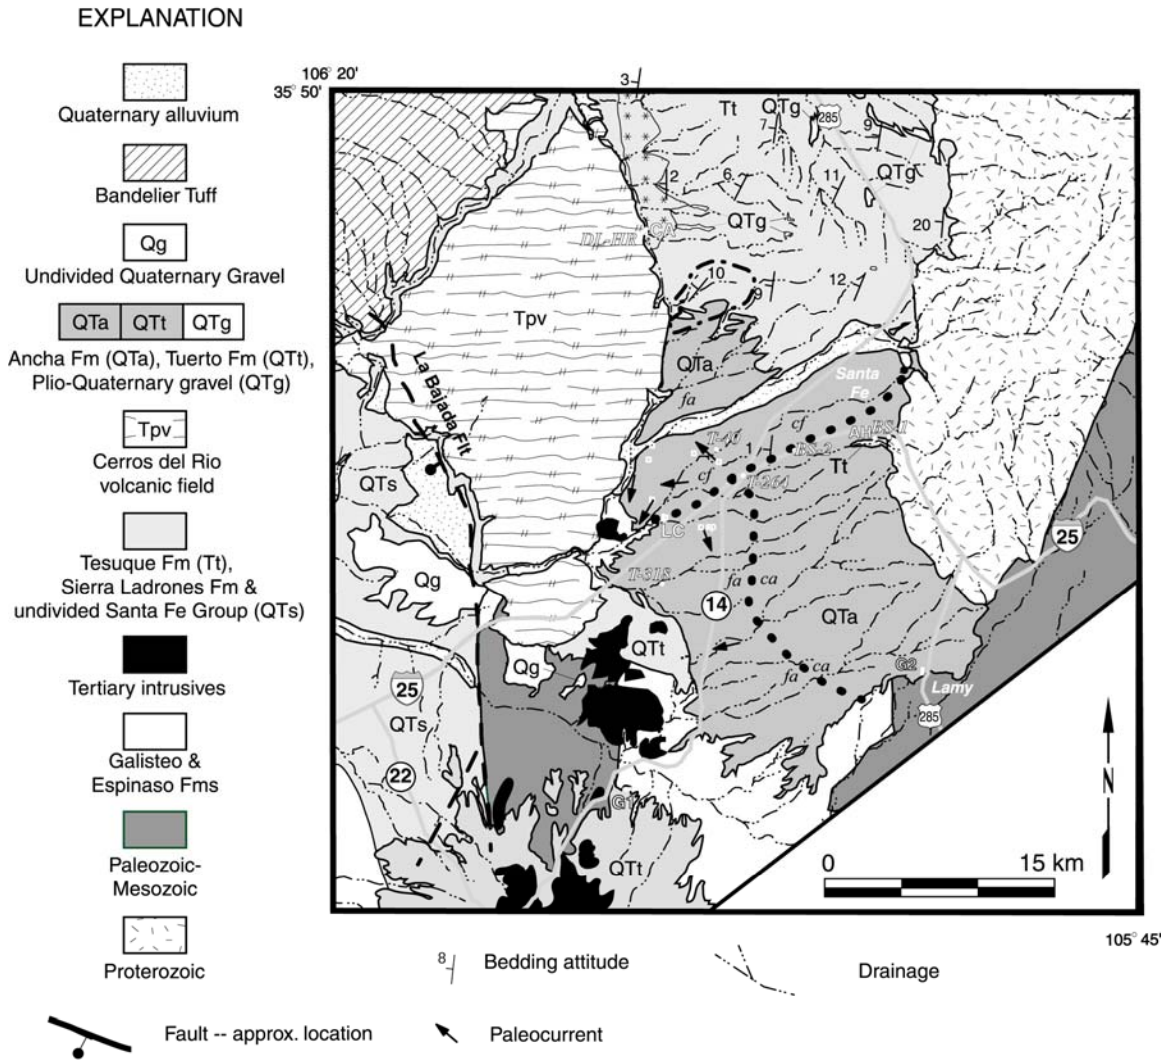 EXPLANATION
Quaternary alluvium
Bandelier Tuff
Qg
Undivided Quaternary Gravel
QTa QTt QTg
Ancha Fm (QTa), Tuerto Fm (QTt),
Plio-Quaternary gravel (QTg)
Tpv
Cerros del Rio
volcanic field
Tesuque Fm (Tt),
Sierra Ladrones Fm &
undivided Santa Fe Group (QTs)
Tertiary intrusives
Galisteo &
Espinaso Fms
Paleozoic-
Mesozoic
Proterozoic
106° 20'
35° 50'
3
Tt QTg
285
7
9
QTg
2
6
11
QTg
20
DL-HR
CA
10
9
12
Tpv
La Bajada Flt
QTa
fa
Santa
Fe
cf
AH
BS-1
T-40
1
BS-2
Tt
QTs
cf
T-264
LC
25
Qg
T-318
fa ca
14
QTa
QTt
Qg
fa ca
G2
Lamy
25
285
QTs
22
N
G1
QTt
0 15 km
105° 45'
8 Bedding attitude
Drainage
Fault -- approx. location
Paleocurrent